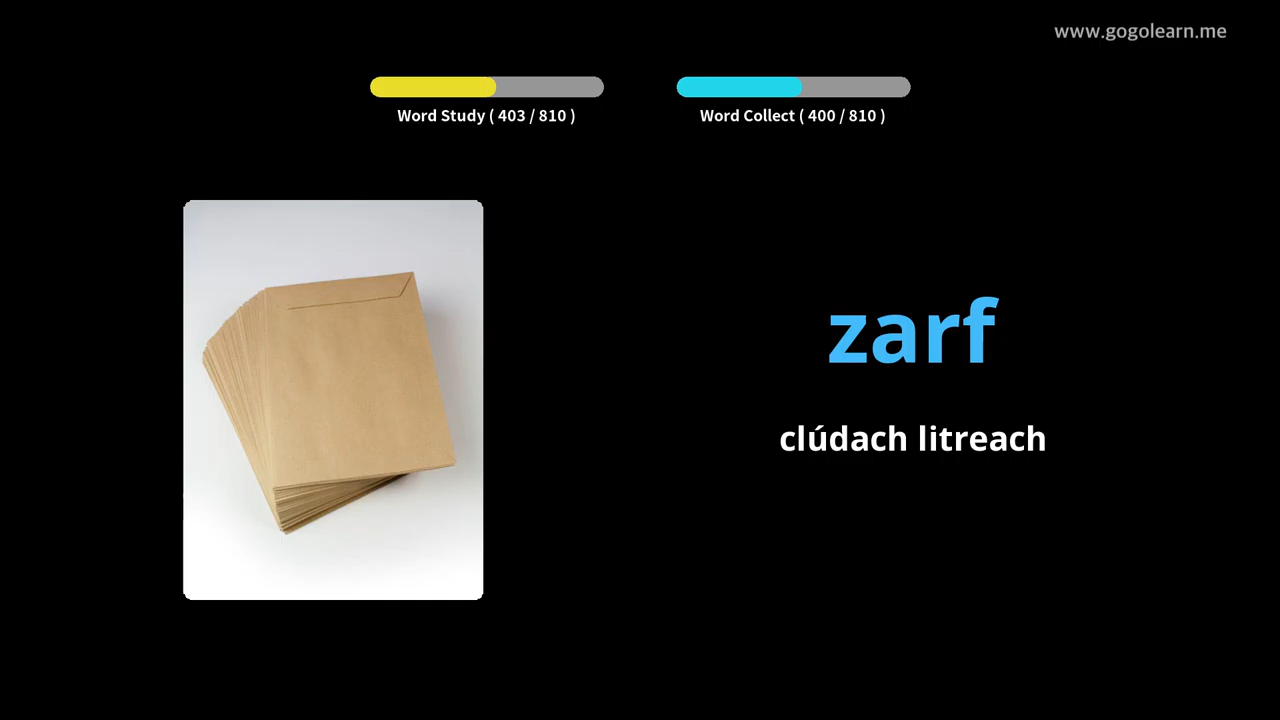 www.gogolearn.me
Word Study ( 403 / 810 )
Word Collect ( 400 / 810 )
zarf
clúdach litreach